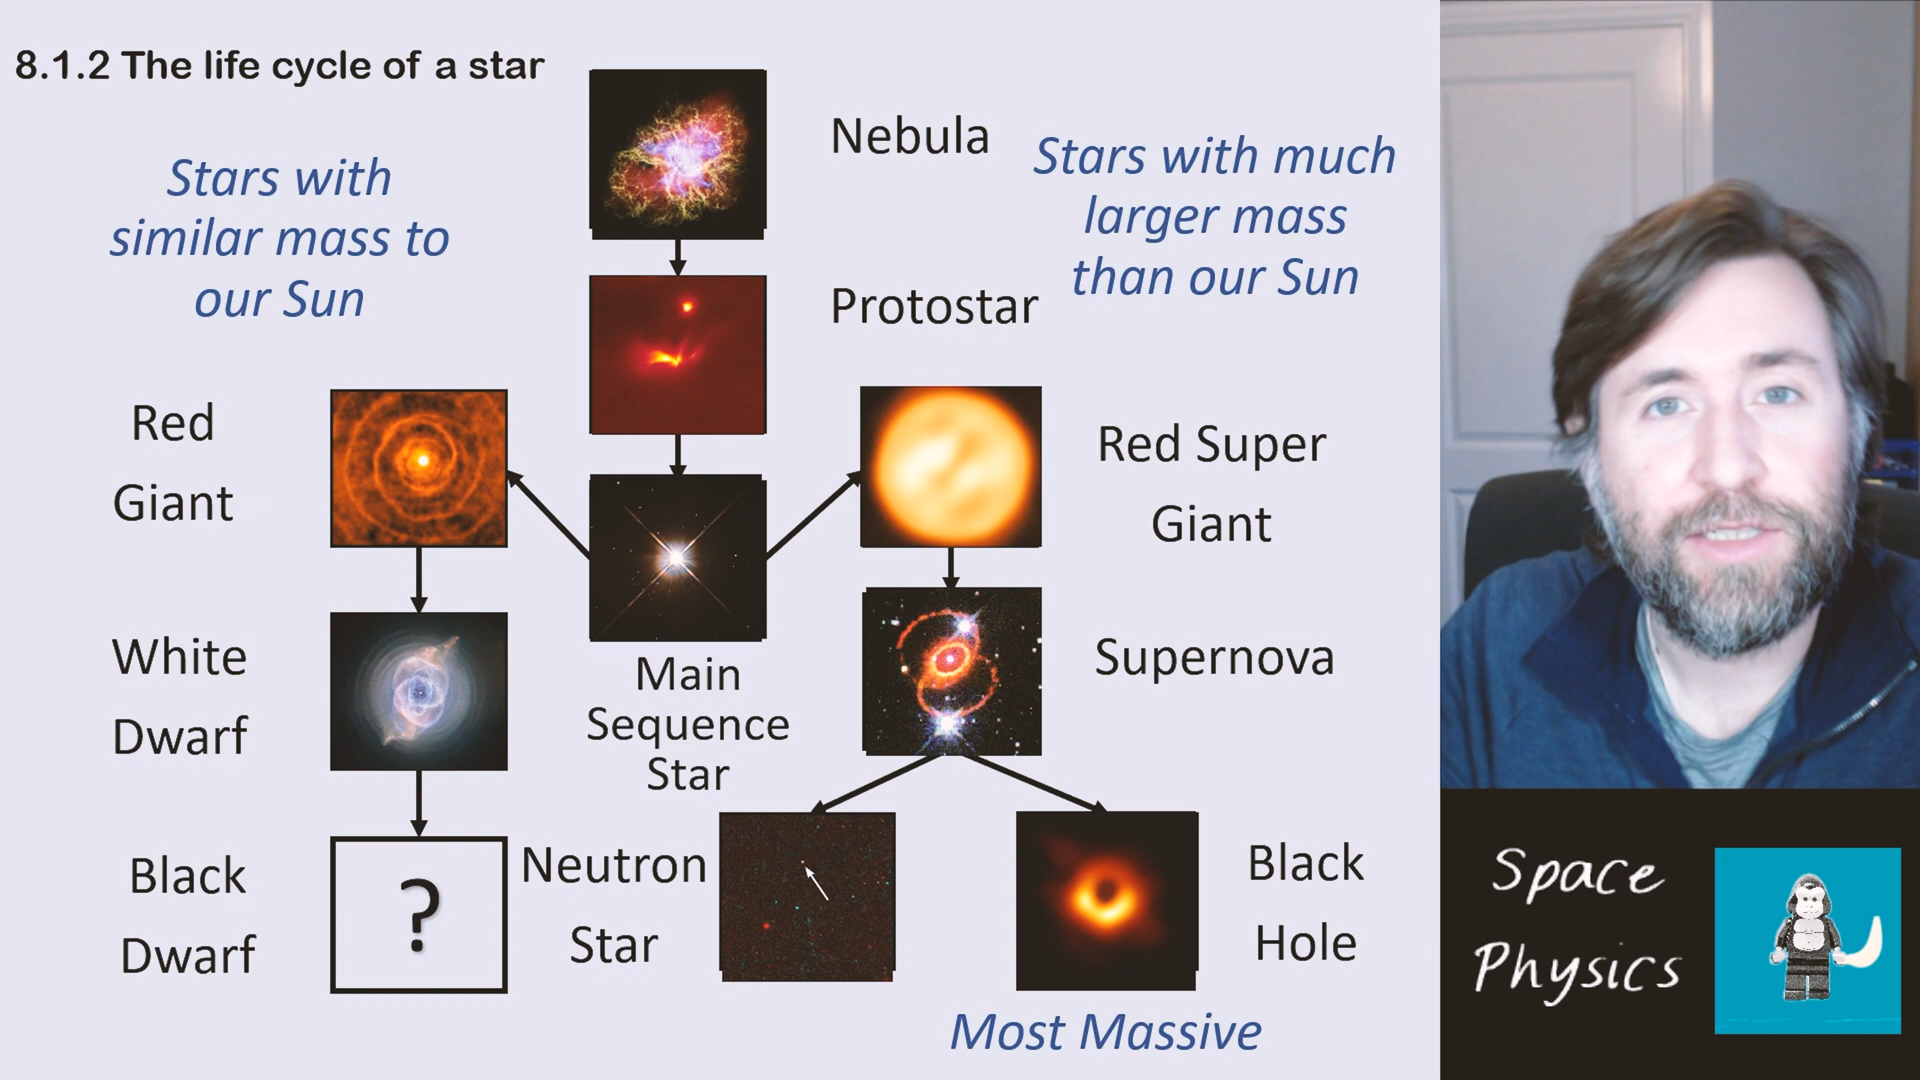 8.1.2 The life cycle of a star
Nebula
Stars with
similar mass to
our Sun
Stars with much
larger mass
than our Sun
Protostar
Red
Giant
Red Super
Giant
White
Dwarf
Main
Sequence
Star
Supernova
Black
Dwarf
?
Neutron
Star
Black
Hole
Most Massive
Space
Physics